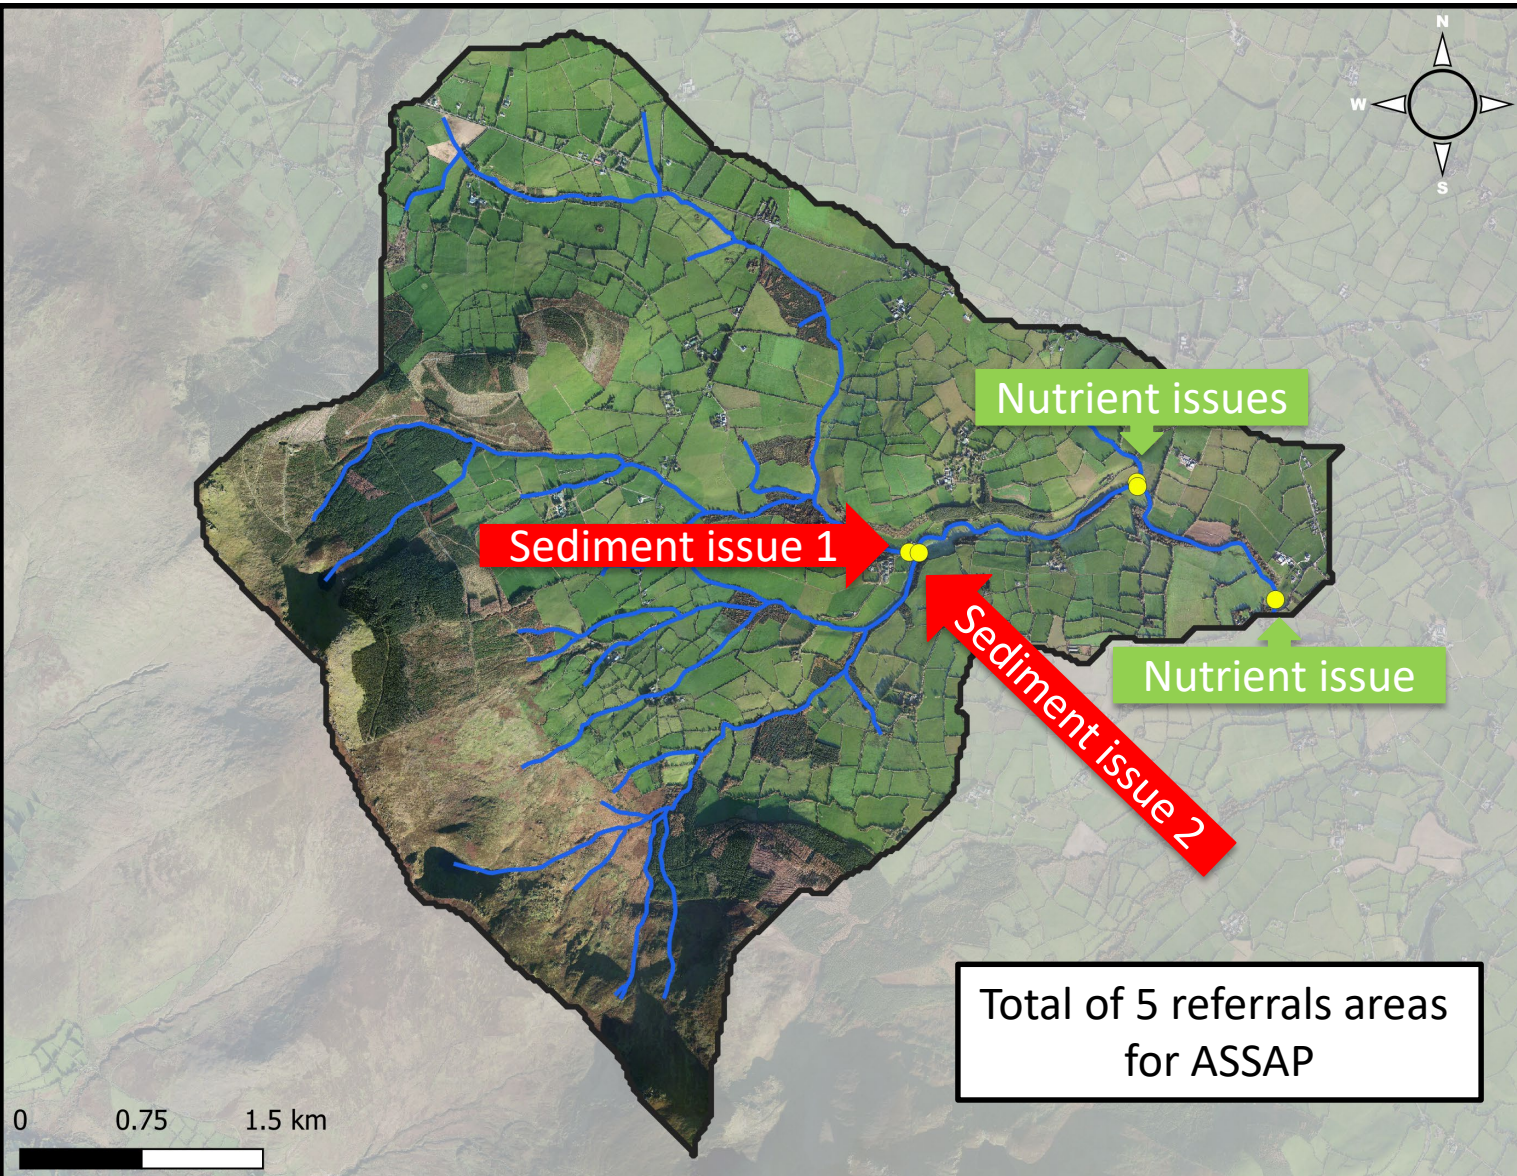 N
W
S
Nutrient issues
Sediment issue 1
Sediment issue 2
Nutrient issue
Total of 5 referrals areas
for ASSAP
0 0.75 1.5 km